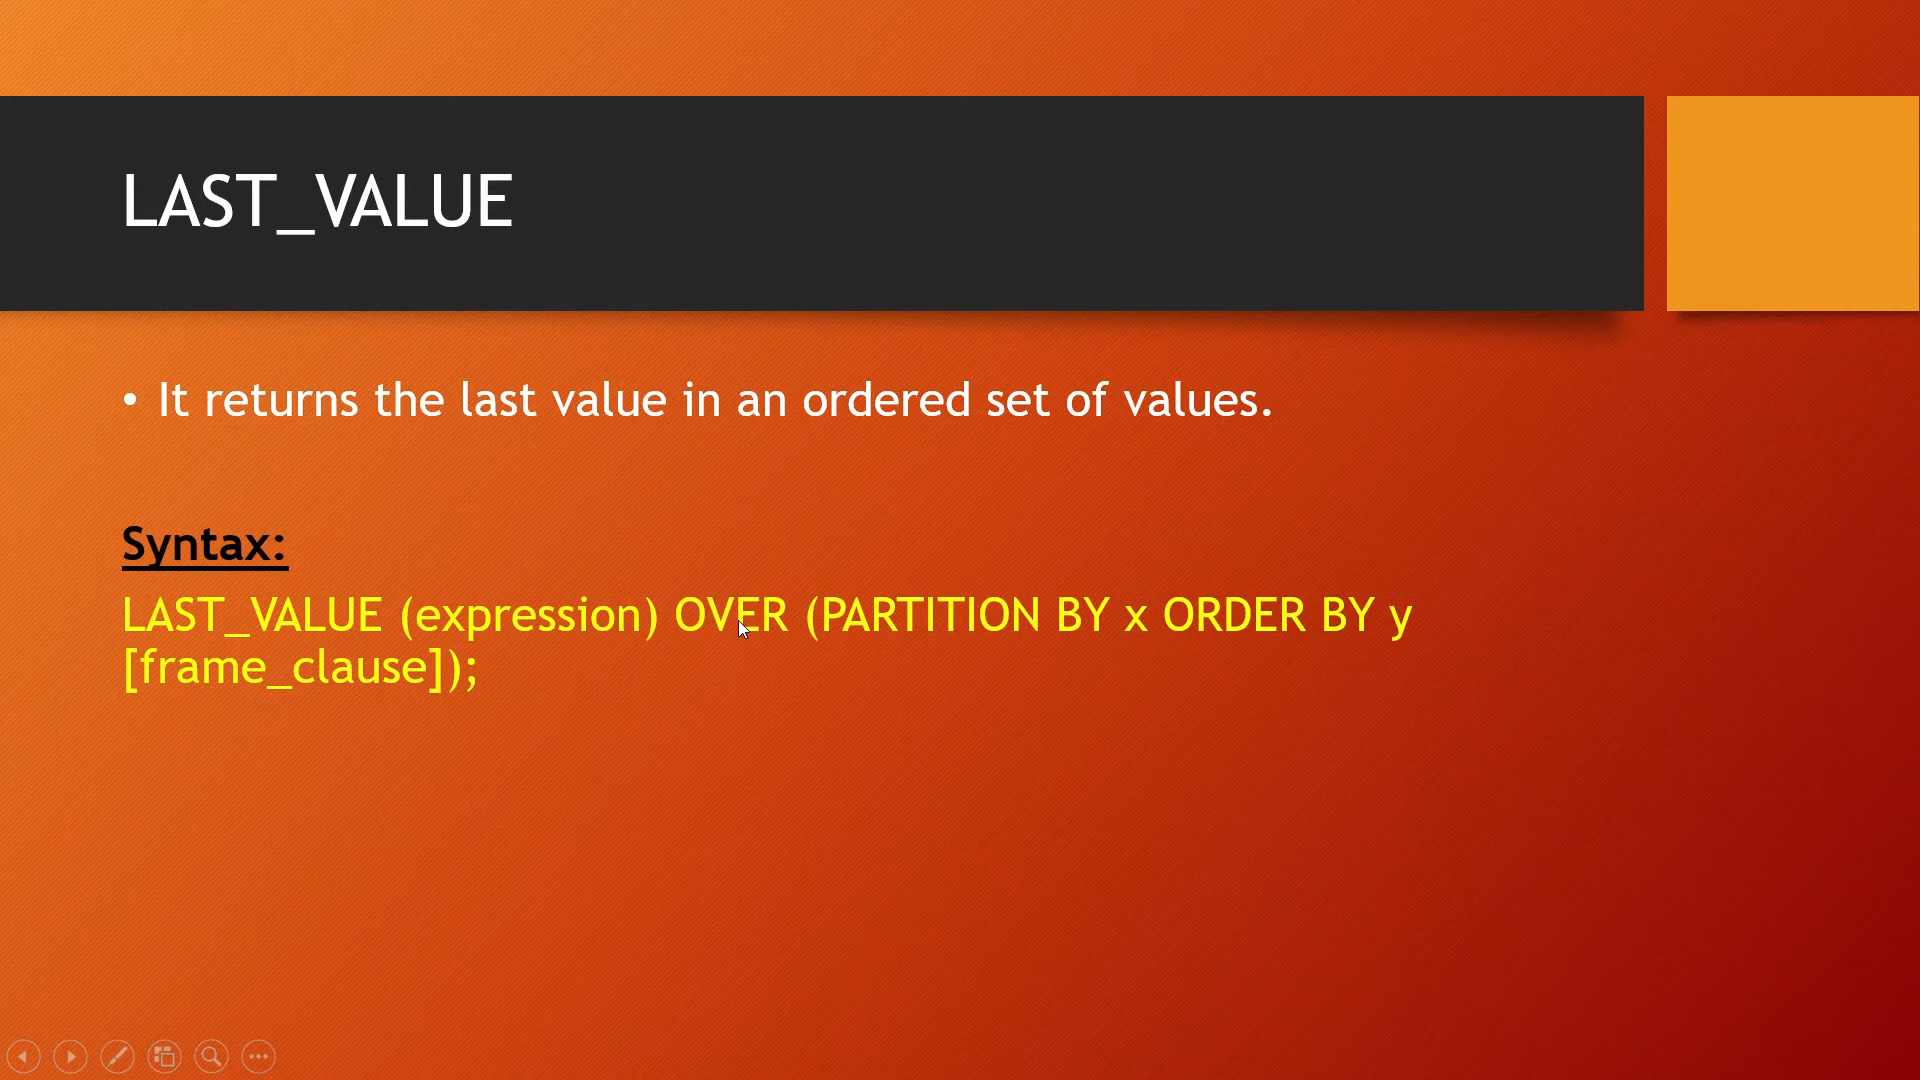 LAST_VALUE
• It returns the last value in an ordered set of values.
Syntax:
LAST_VALUE (expression) OVER (PARTITION BY x ORDER BY y
[frame_clause]);